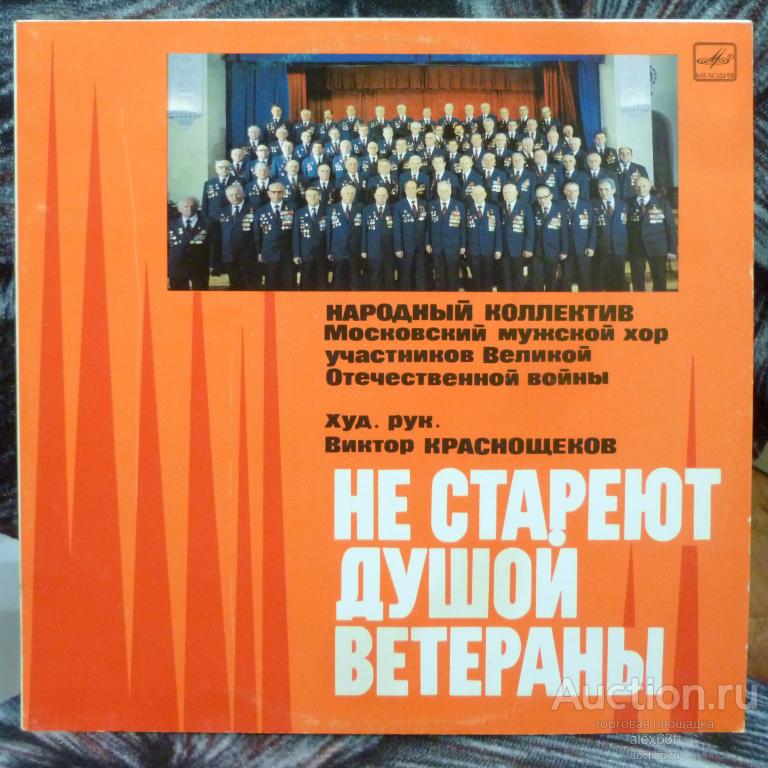 МЕЛОДИЯ
НАРОДНЫЙ КОЛЛЕКТИВ
Московский мужской хор
участников Великой
Отечественной войны
Худ. рук.
Виктор КРАСНОЩЕКОВ
НЕ СТАРЕЮТ
ДУШОЙ
ВЕТЕРАНЫ
Auction.ru
торговая площадка
alex68f
auction.ru